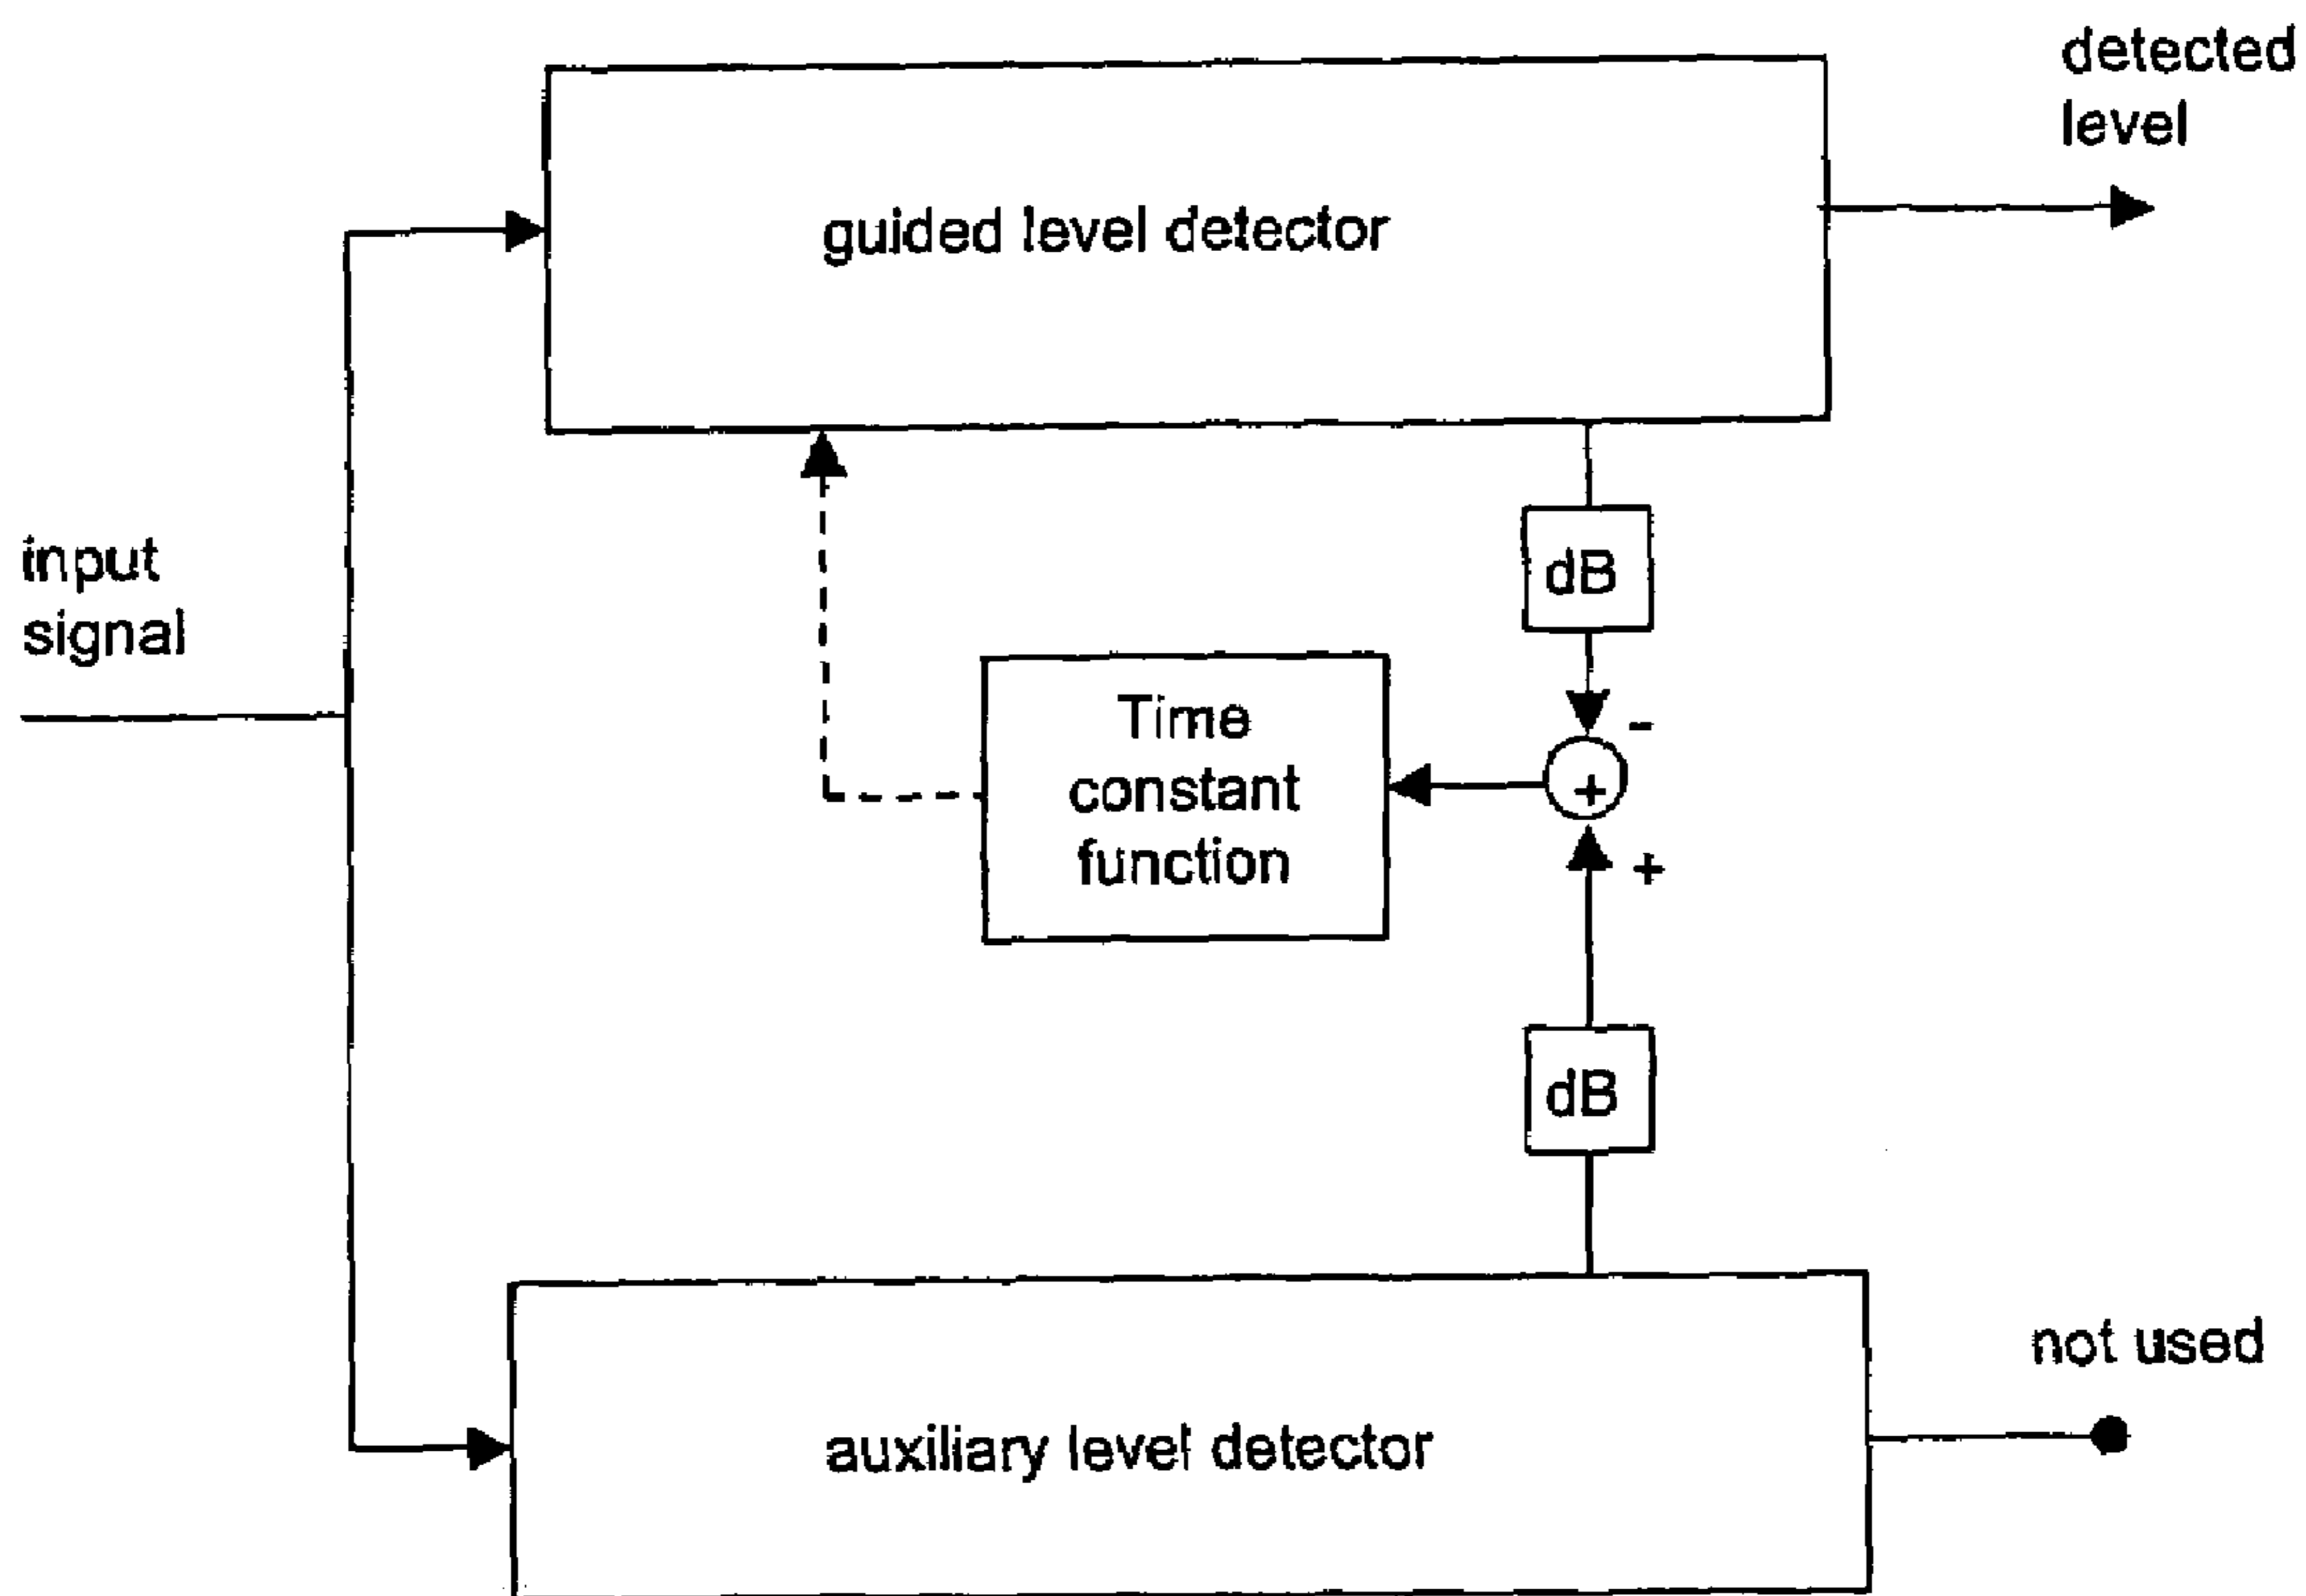 detected
level
guided level detector
input
signal
dB
-
Time
constant
function
+
+
dB
not used
auxiliary level detector